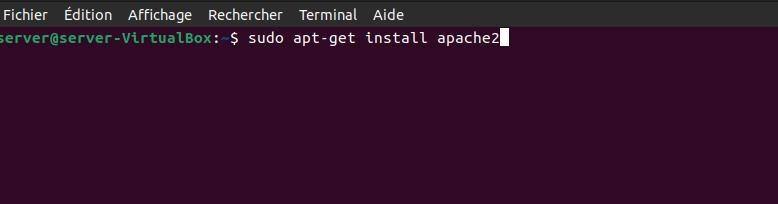 Fichier Édition Affichage Rechercher Terminal Aide
server@server-VirtualBox:~$ sudo apt-get install apache2